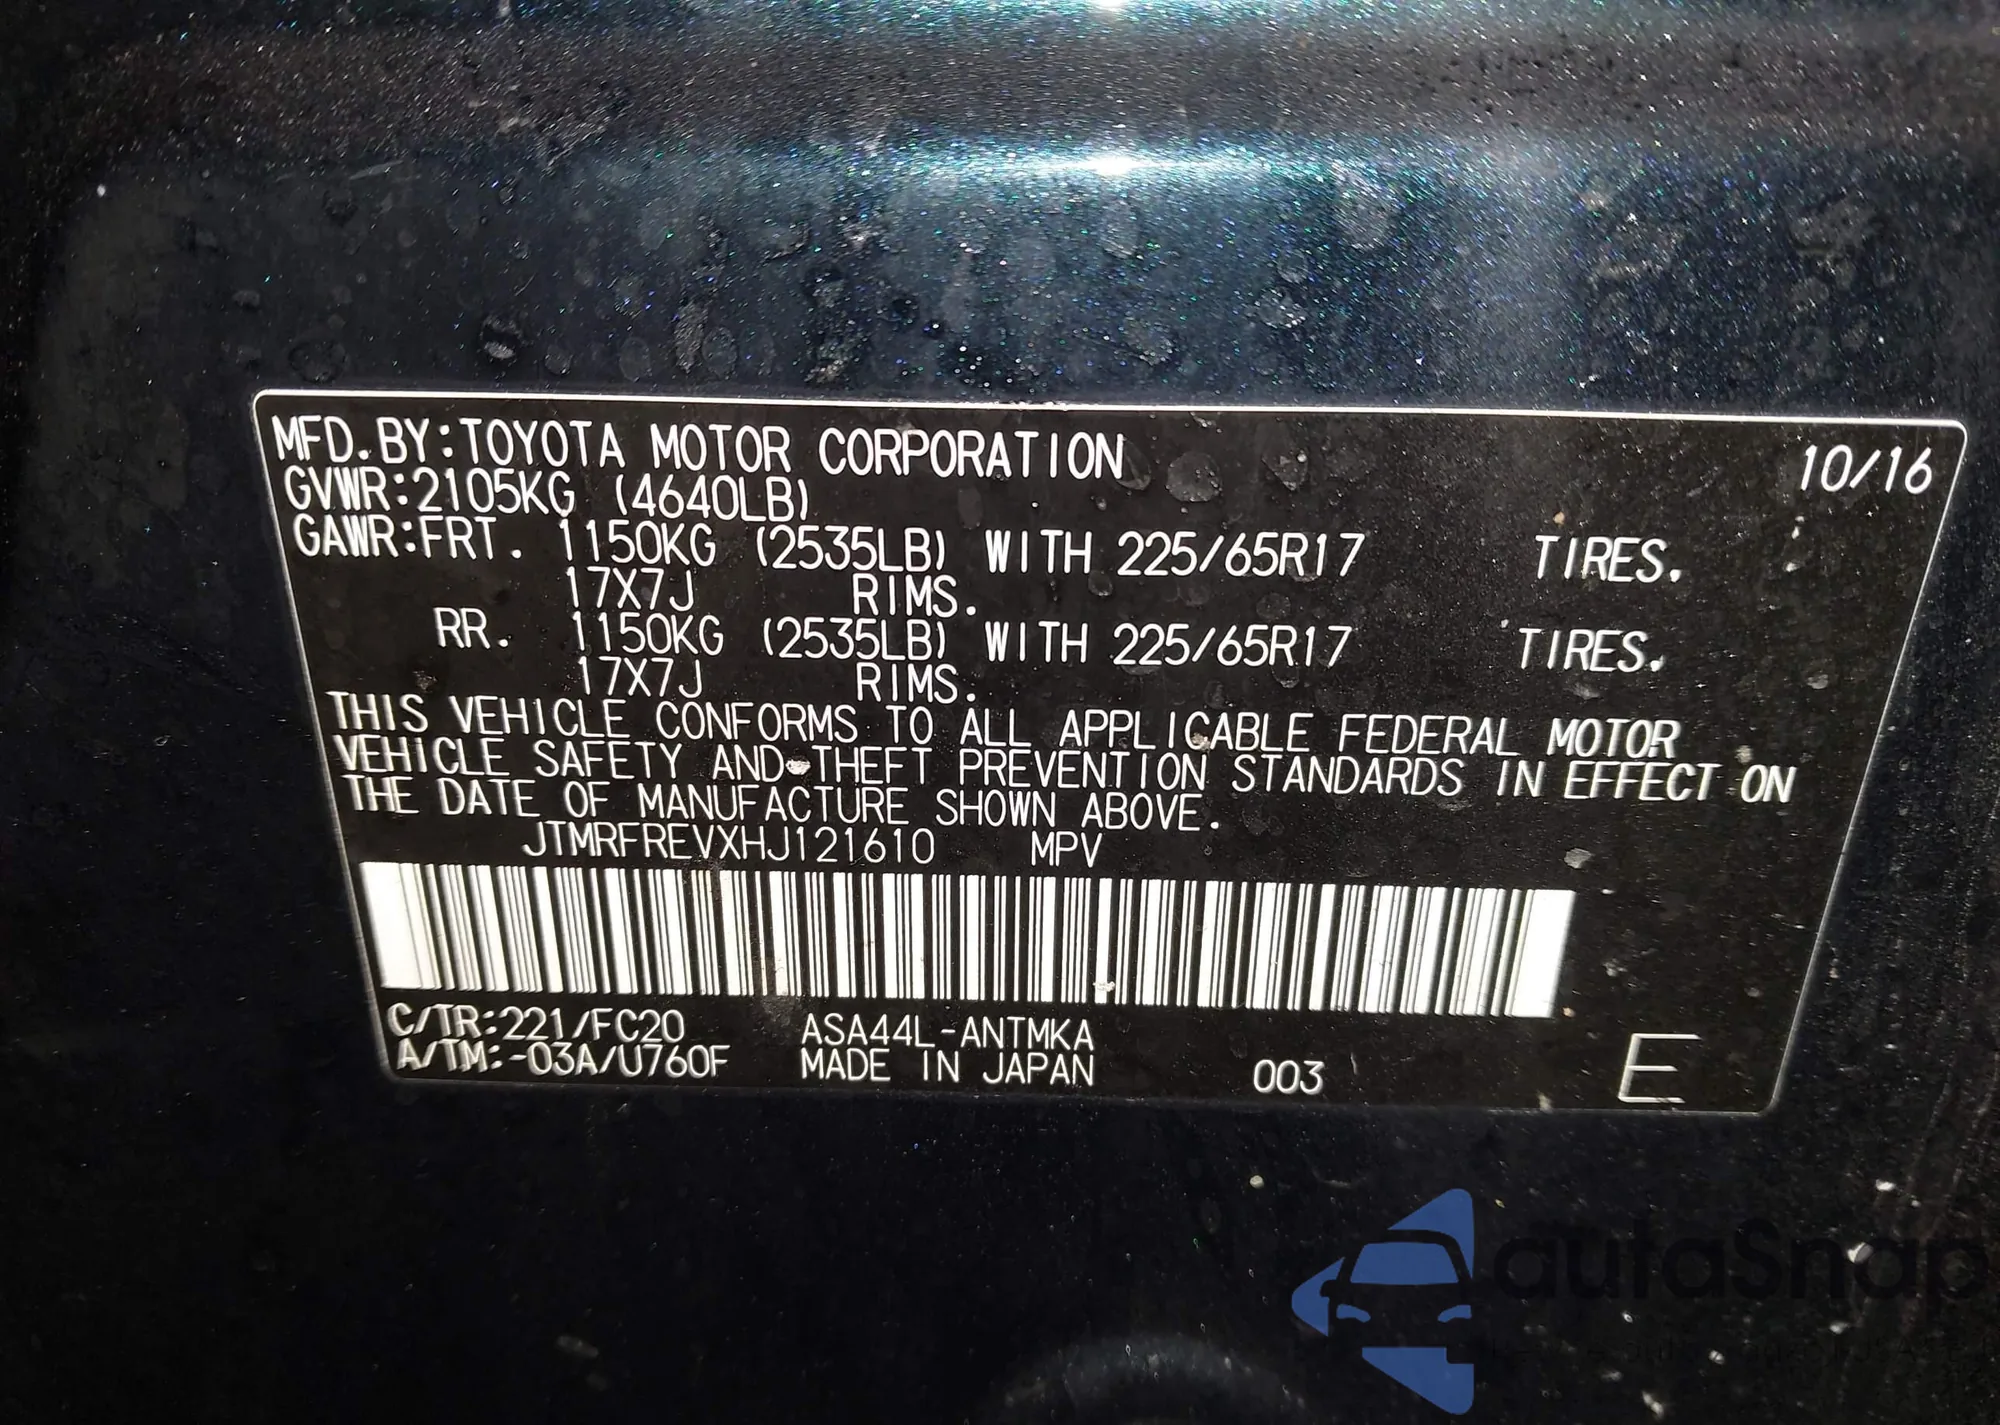 MFD.BY:TOYOTA MOTOR CORPORATION 10/16
GVWR:2105KG (4640LB)
GAWR:FRT. 1150KG (2535LB) WITH 225/65R17 TIRES.
17X7J RIMS.
RR. 1150KG (2535LB) WITH 225/65R17 TIRES.
17X7J RIMS.
THIS VEHICLE CONFORMS TO ALL APPLICABLE FEDERAL MOTOR
VEHICLE SAFETY AND THEFT PREVENTION STANDARDS IN EFFECT ON
THE DATE OF MANUFACTURE SHOWN ABOVE.
JTMRFREVXHJ121610 MPV
C/TR:221/FC20 ASA44L-ANTMKA
A/TM:-03A/U760F MADE IN JAPAN 003 E
autoSnap